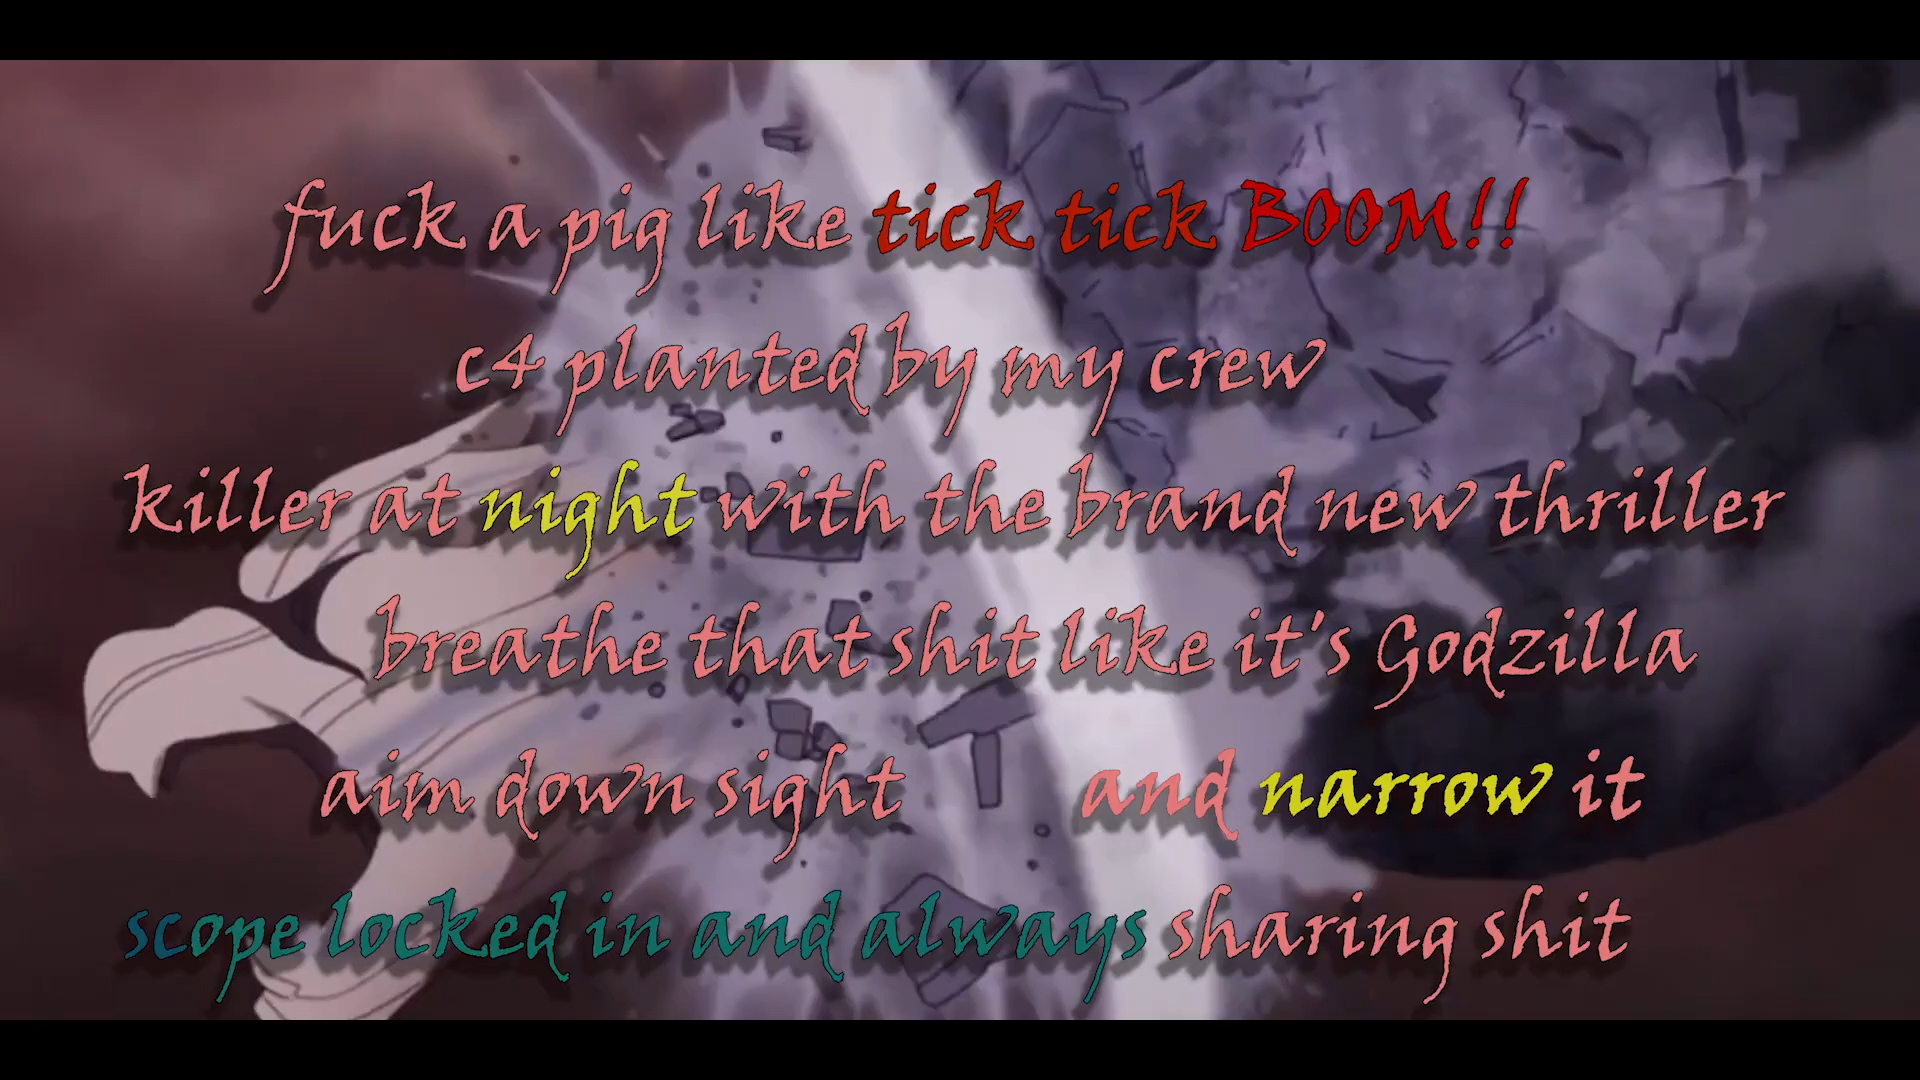 fuck a pig like tick tick BOOM!!
c4 planted by my crew
killer at night with the brand new thriller
breathe that shit like it's Godzilla
aim down sight and narrow it
scope locked in and always sharing shit